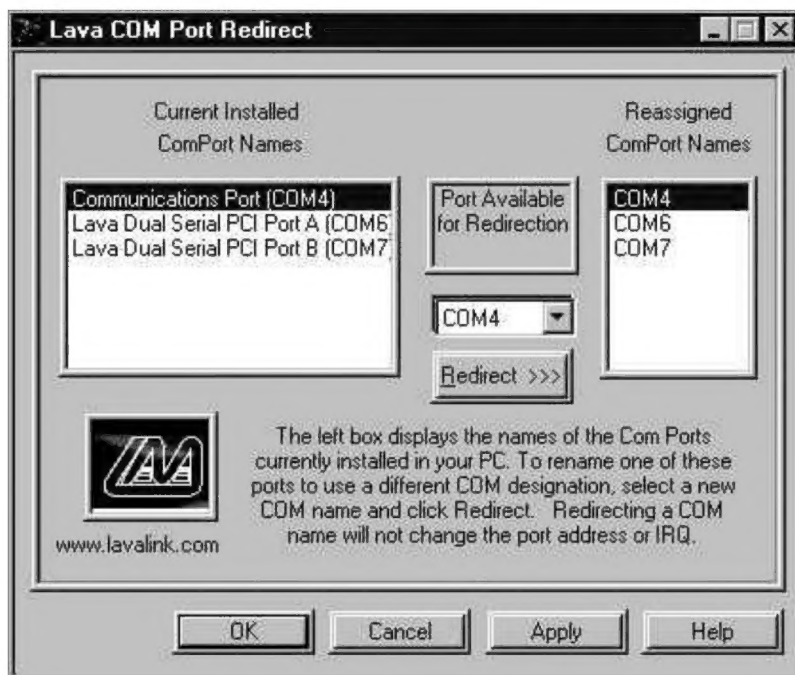 Lava COM Port Redirect
Current Installed
ComPort Names
Reassigned
ComPort Names
Communications Port (COM4)
Lava Dual Serial PCI Port A (COM6
Lava Dual Serial PCI Port B (COM7
Port Available
for Redirection
COM4
COM6
COM7
COM4
Redirect >>>
The left box displays the names of the Com Ports
currently installed in your PC. To rename one of these
ports to use a different COM designation, select a new
COM name and click Redirect. Redirecting a COM
name will not change the port address or IRQ.
www.lavalink.com
OK
Cancel
Apply
Help